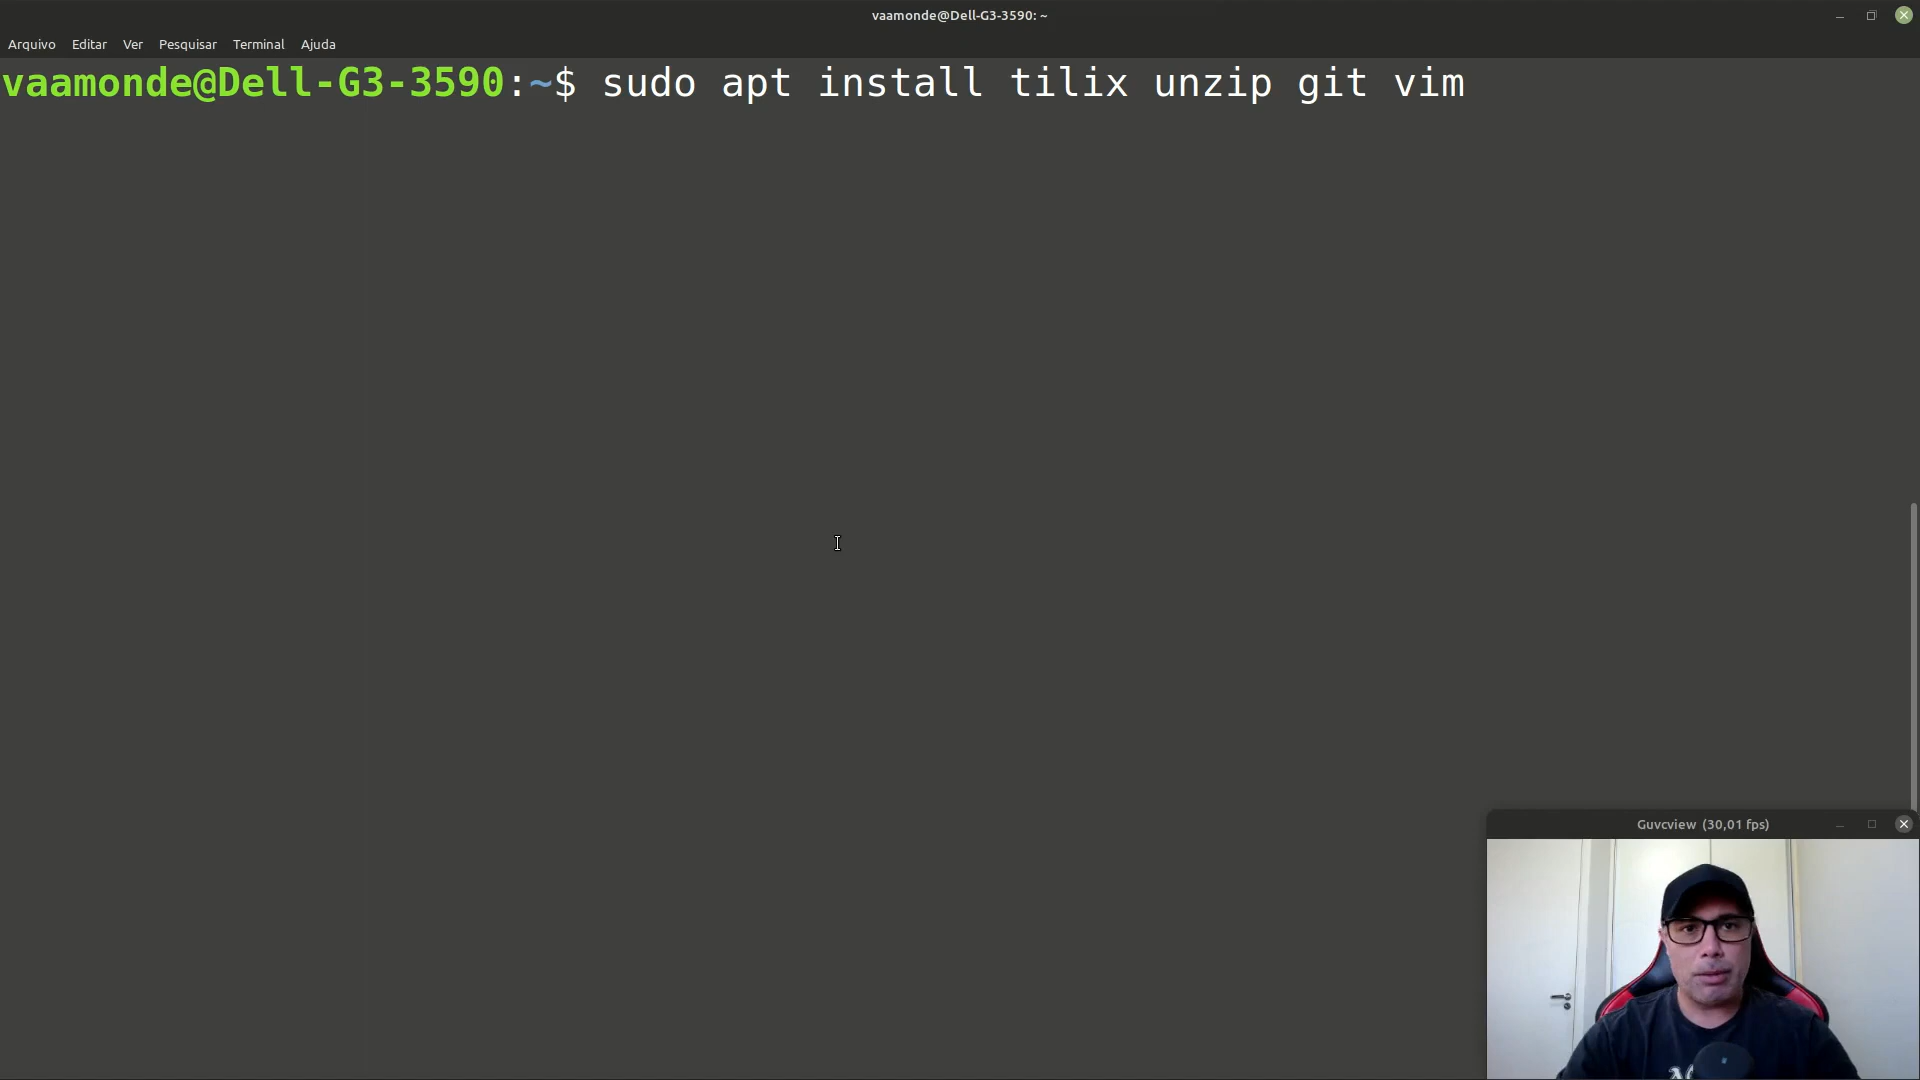 vaamonde@Dell-G3-3590: ~
Arquivo Editar Ver Pesquisar Terminal Ajuda
vaamonde@Dell-G3-3590:~$ sudo apt install tilix unzip git vim
Guvcview (30,01 fps)